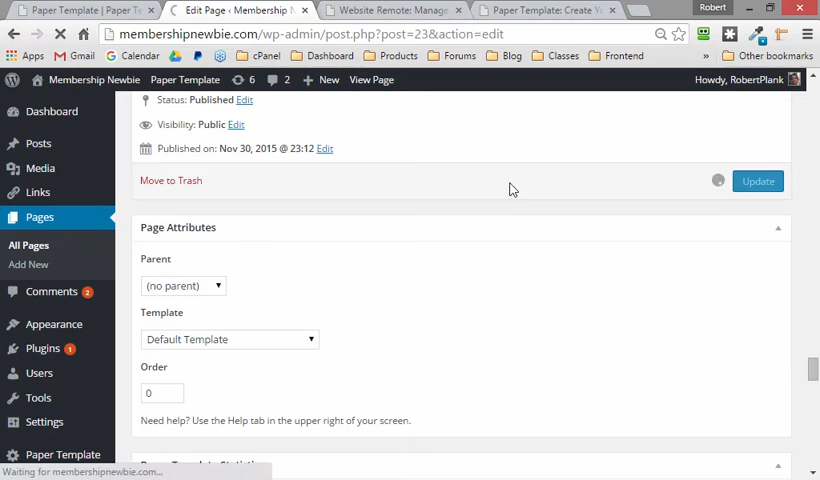 Robert
Paper Template | Paper T
Edit Page ‹ Membership N
Website Remote: Manage
Paper Template: Create Yo
membershipnewbie.com/wp-admin/post.php?post=23&action=edit
Apps Gmail Calendar cPanel Dashboard Products Forums Blog Classes Frontend » Other bookmarks
Membership Newbie Paper Template 6 2 New View Page Howdy, RobertPlank
Dashboard
Posts
Media
Links
Pages
All Pages
Add New
Comments 2
Appearance
Plugins 1
Users
Tools
Settings
Paper Template
Status: Published Edit
Visibility: Public Edit
Published on: Nov 30, 2015 @ 23:12 Edit
Move to Trash Update
Page Attributes
Parent
(no parent)
Template
Default Template
Order
0
Need help? Use the Help tab in the upper right of your screen.
Waiting for membershipnewbie.com...